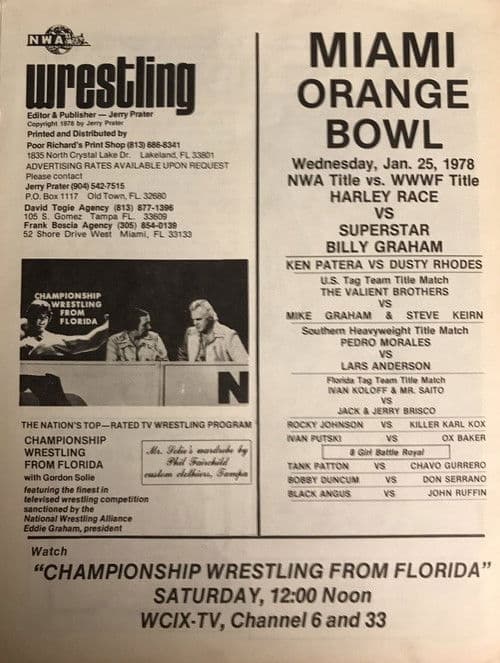 NWA
wrestling
Editor & Publisher — Jerry Prater
Copyright 1978 by Jerry Prater
Printed and Distributed by
Poor Richard's Print Shop (813) 686-8341
1835 North Crystal Lake Dr. Lakeland, FL 33801
ADVERTISING RATES AVAILABLE UPON REQUEST
Please contact
Jerry Prater (904) 542-7515
P.O. Box 1117 Old Town, FL. 32680
David Togie Agency (813) 877-1396
105 S. Gomez Tampa FL. 33609
Frank Boscia Agency (305) 854-0139
52 Shore Drive West Miami, FL 33133
CHAMPIONSHIP
WRESTLING
FROM
FLORIDA
N
THE NATION'S TOP—RATED TV WRESTLING PROGRAM
CHAMPIONSHIP
WRESTLING
FROM FLORIDA
with Gordon Solie
featuring the finest in
televised wrestling competition
sanctioned by the
National Wrestling Alliance
Eddie Graham, president
Mr. Solie's wardrobe by
Phil Fairchild
custom clothiers, Tampa
MIAMI
ORANGE
BOWL
Wednesday, Jan. 25, 1978
NWA Title vs. WWWF Title
HARLEY RACE
VS
SUPERSTAR
BILLY GRAHAM
KEN PATERA VS DUSTY RHODES
U.S. Tag Team Title Match
THE VALIENT BROTHERS
VS
MIKE GRAHAM & STEVE KEIRN
Southern Heavyweight Title Match
PEDRO MORALES
VS
LARS ANDERSON
Florida Tag Team Title Match
IVAN KOLOFF & MR. SAITO
VS
JACK & JERRY BRISCO
ROCKY JOHNSON VS KILLER KARL KOX
IVAN PUTSKI VS OX BAKER
8 Girl Battle Royal
TANK PATTON VS CHAVO GURRERO
BOBBY DUNCUM VS DON SERRANO
BLACK ANGUS VS JOHN RUFFIN
Watch
“CHAMPIONSHIP WRESTLING FROM FLORIDA”
SATURDAY, 12:00 Noon
WCIX-TV, Channel 6 and 33